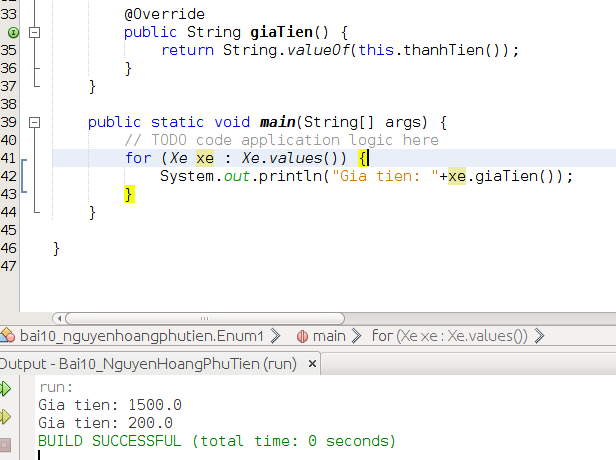 33 @Override
public String giaTien() {
35 return String.valueOf(this.thanhTien());
36 }
37 }
38
39 public static void main(String[] args) {
40 // TODO code application logic here
41 for (Xe xe : Xe.values()) {
42 System.out.println("Gia tien: "+xe.giaTien());
43 }
44 }
45
46 }
47
bai10_nguyenhoangphutien.Enum1 main for (Xe xe : Xe.values())
Output - Bai10_NguyenHoangPhuTien (run) ×
run:
Gia tien: 1500.0
Gia tien: 200.0
BUILD SUCCESSFUL (total time: 0 seconds)